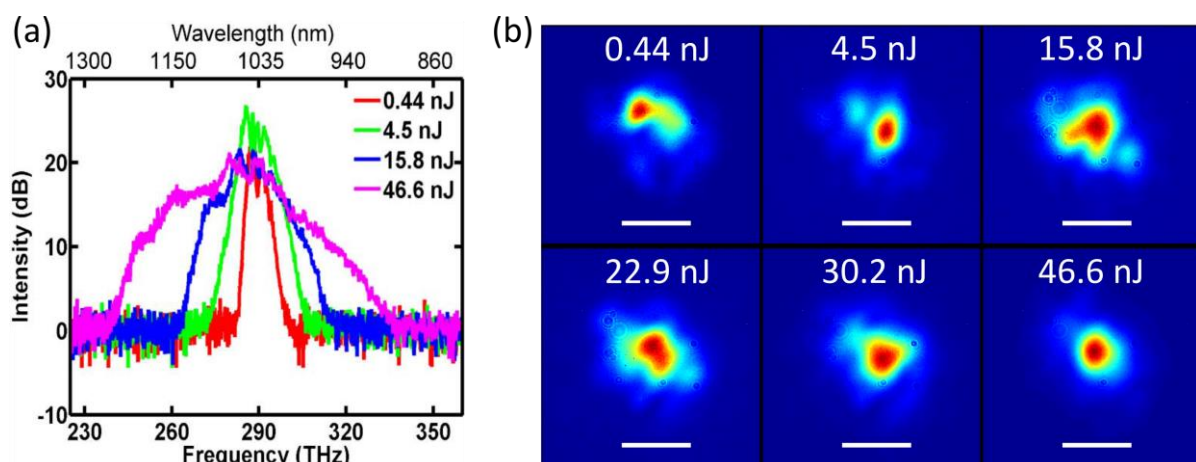 (a)
Wavelength (nm)
1300 1150 1035 940 860
30
20
10
0
-10
Intensity (dB)
0.44 nJ
4.5 nJ
15.8 nJ
46.6 nJ
230 260 290 320 350
Frequency (THz)
(b)
0.44 nJ 4.5 nJ 15.8 nJ
22.9 nJ 30.2 nJ 46.6 nJ